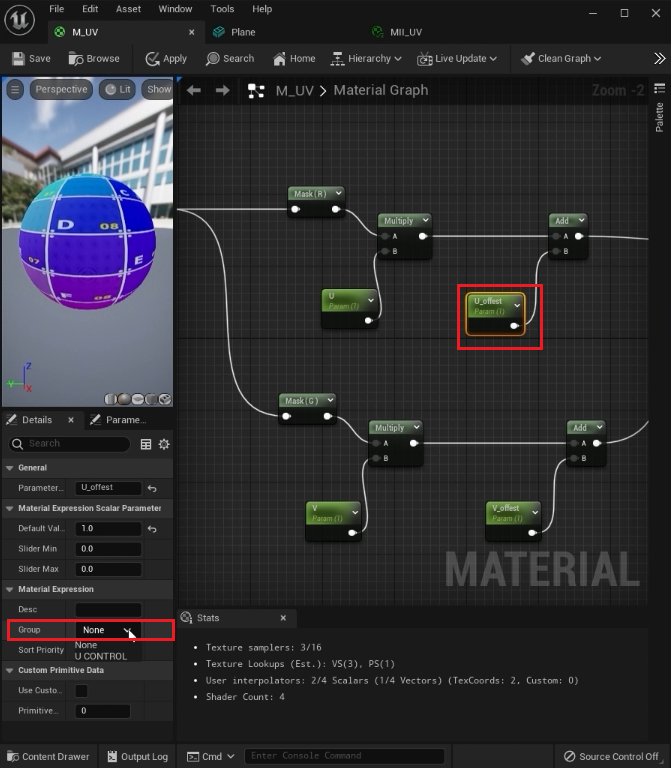 File Edit Asset Window Tools Help
M_UV Plane MII_UV
Save Browse Apply Search Home Hierarchy Live Update Clean Graph
Perspective Lit Show
M_UV > Material Graph Zoom -2
Palette
Mask (R)
Multiply
A
B
Add
A
B
U
Param (1)
U_offest
Param (1)
D 08
C
07
E
F 08
Z
Y
X
Mask (G)
Multiply
A
B
Add
A
B
V
Param (1)
V_offest
Param (1)
MATERIAL
Details Parame...
Search
General
Parameter... U_offest
Material Expression Scalar Parameter
Default Val... 1.0
Slider Min 0.0
Slider Max 0.0
Material Expression
Desc
Group None
None
Sort Priority U CONTROL
Custom Primitive Data
Use Custo...
Primitive... 0
Stats
Texture samplers: 3/16
Texture Lookups (Est.): VS(3), PS(1)
User interpolators: 2/4 Scalars (1/4 Vectors) (TexCoords: 2, Custom: 0)
Shader Count: 4
Content Drawer Output Log Cmd Enter Console Command Source Control Off